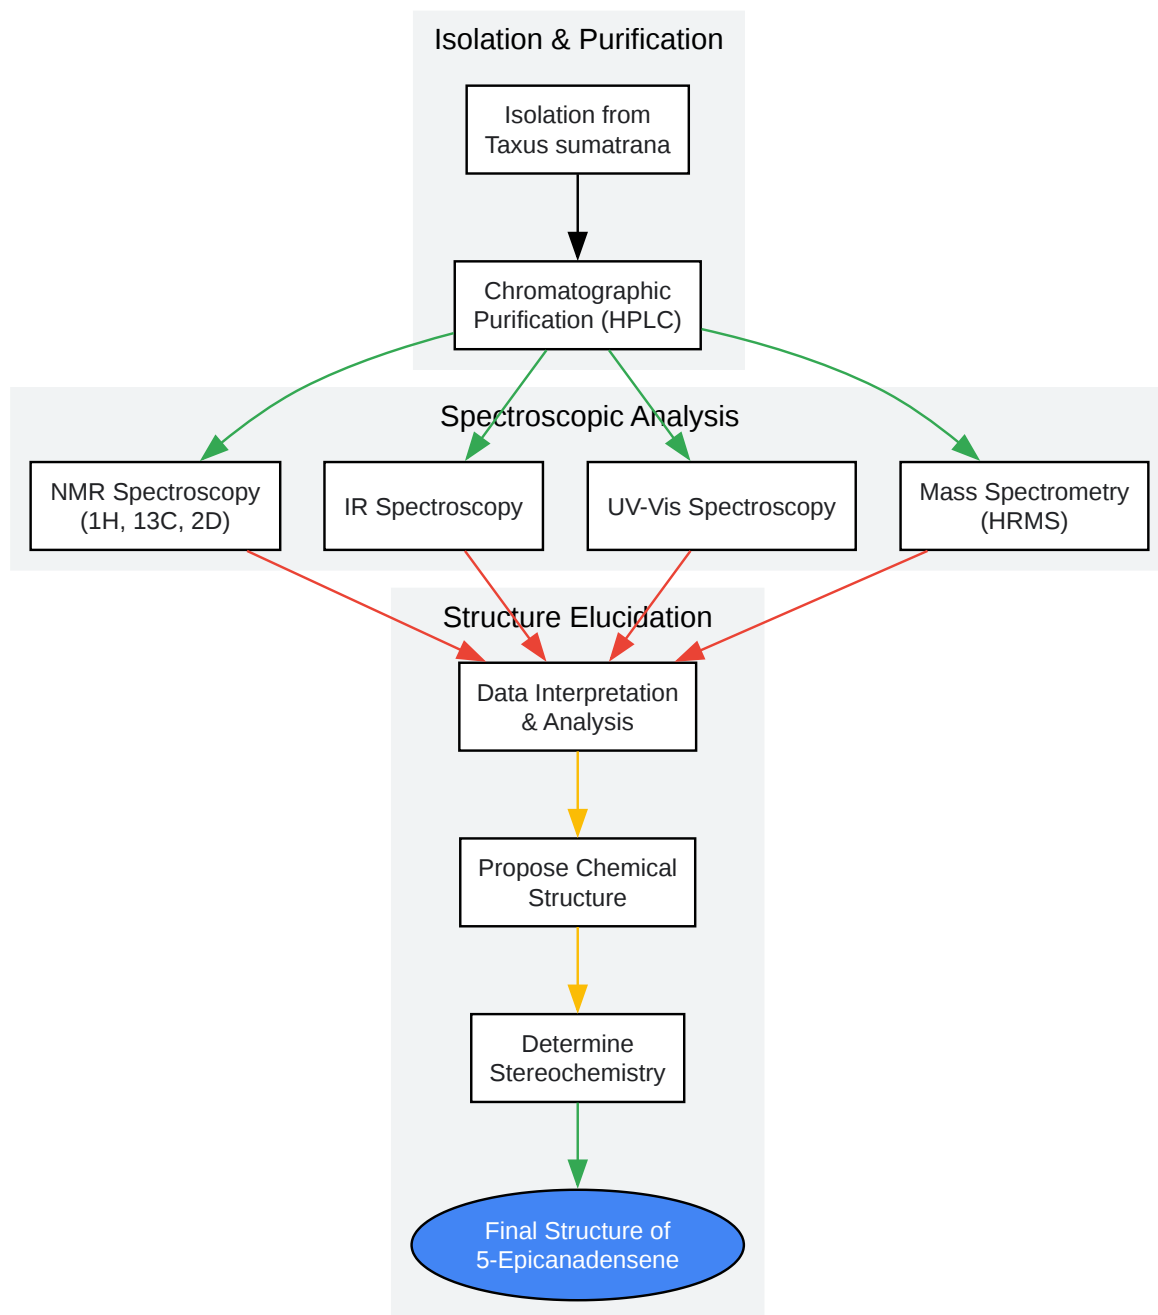 Isolation & Purification
Isolation from
Taxus sumatrana
Chromatographic
Purification (HPLC)
Spectroscopic Analysis
NMR Spectroscopy
(1H, 13C, 2D)
IR Spectroscopy
UV-Vis Spectroscopy
Mass Spectrometry
(HRMS)
Structure Elucidation
Data Interpretation
& Analysis
Propose Chemical
Structure
Determine
Stereochemistry
Final Structure of
5-Epicanadensene